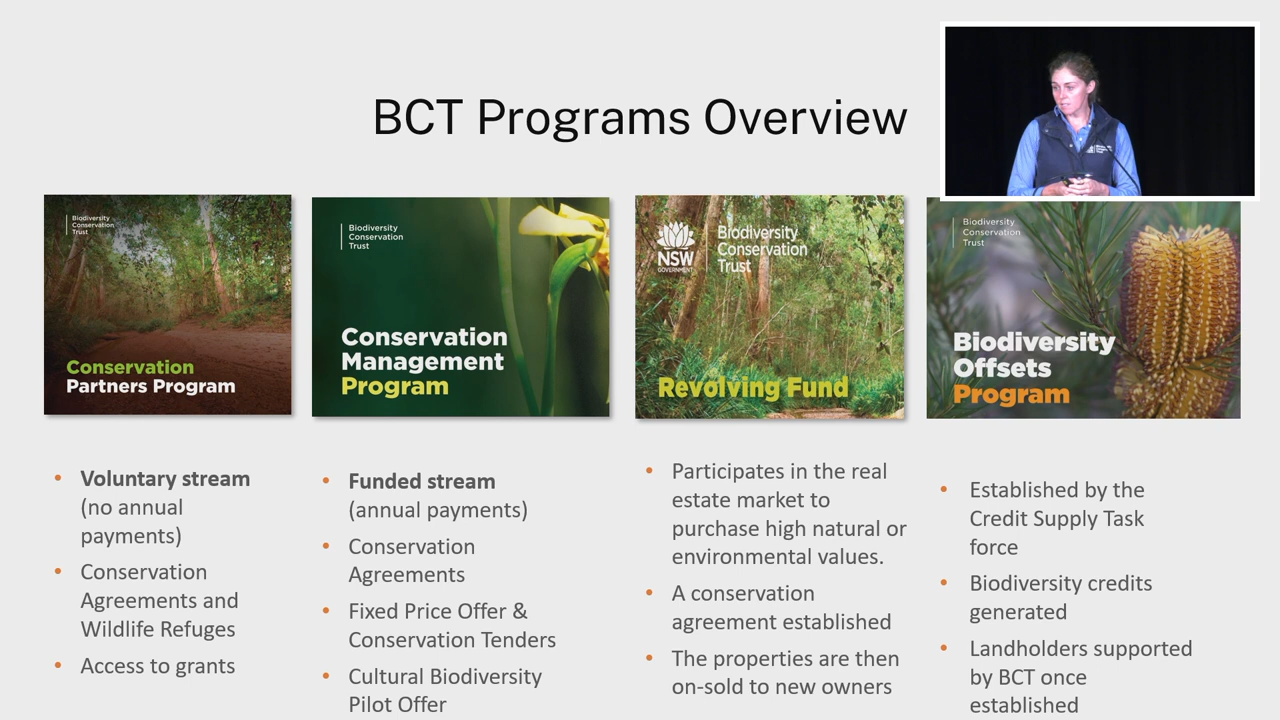 BCT Programs Overview
Biodiversity
Conservation
Trust
Conservation
Partners Program
Biodiversity
Conservation
Trust
Conservation
Management
Program
NSW
GOVERNMENT
Biodiversity
Conservation
Trust
Revolving Fund
Biodiversity
Conservation
Trust
Biodiversity
Offsets
Program
• Voluntary stream
(no annual
payments)
• Conservation
Agreements and
Wildlife Refuges
• Access to grants
• Funded stream
(annual payments)
• Conservation
Agreements
• Fixed Price Offer &
Conservation Tenders
• Cultural Biodiversity
Pilot Offer
• Participates in the real
estate market to
purchase high natural or
environmental values.
• A conservation
agreement established
• The properties are then
on-sold to new owners
• Established by the
Credit Supply Task
force
• Biodiversity credits
generated
• Landholders supported
by BCT once
established